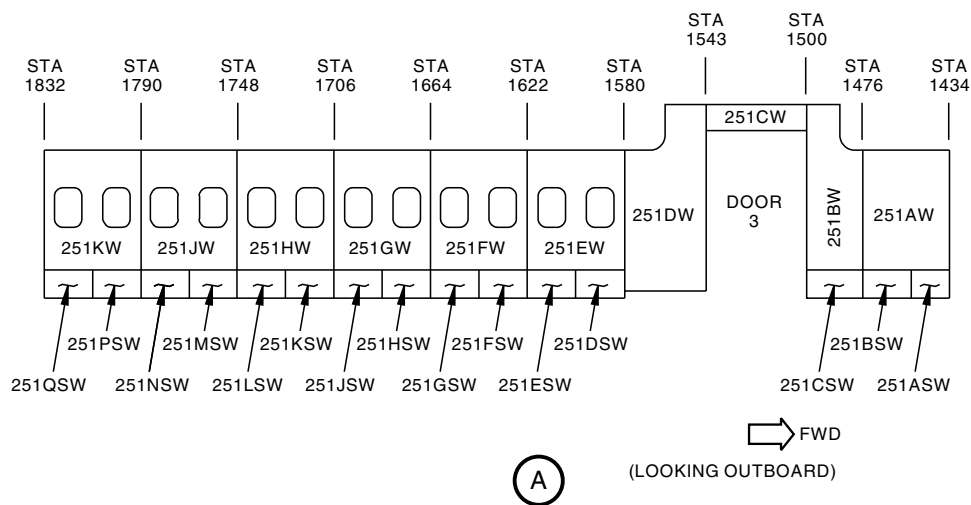 STA
1543
STA
1500
STA
1832
STA
1790
STA
1748
STA
1706
STA
1664
STA
1622
STA
1580
STA
1476
STA
1434
251CW
251KW
251JW
251HW
251GW
251FW
251EW
251DW
DOOR
3
251BW
251AW
251PSW
251MSW
251KSW
251HSW
251FSW
251DSW
251BSW
251QSW
251NSW
251LSW
251JSW
251GSW
251ESW
251CSW
251ASW
FWD
(LOOKING OUTBOARD)
A